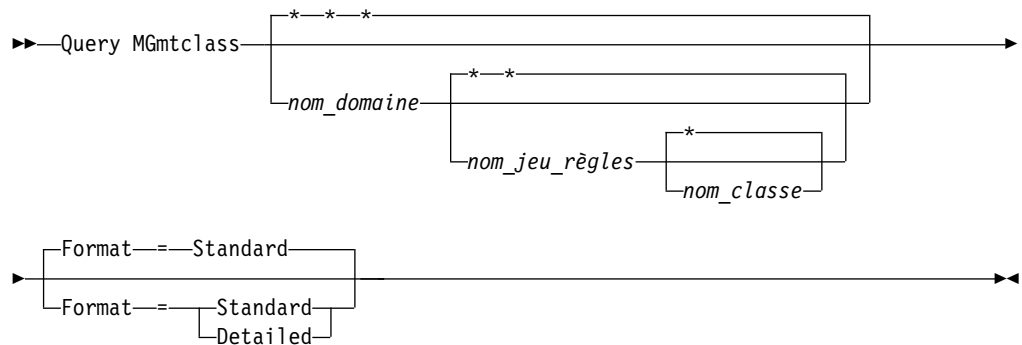 * * *
Query MGmtclass
* *
nom_domaine
*
nom_jeu_règles
nom_classe
Format = Standard
Format = Standard
Detailed